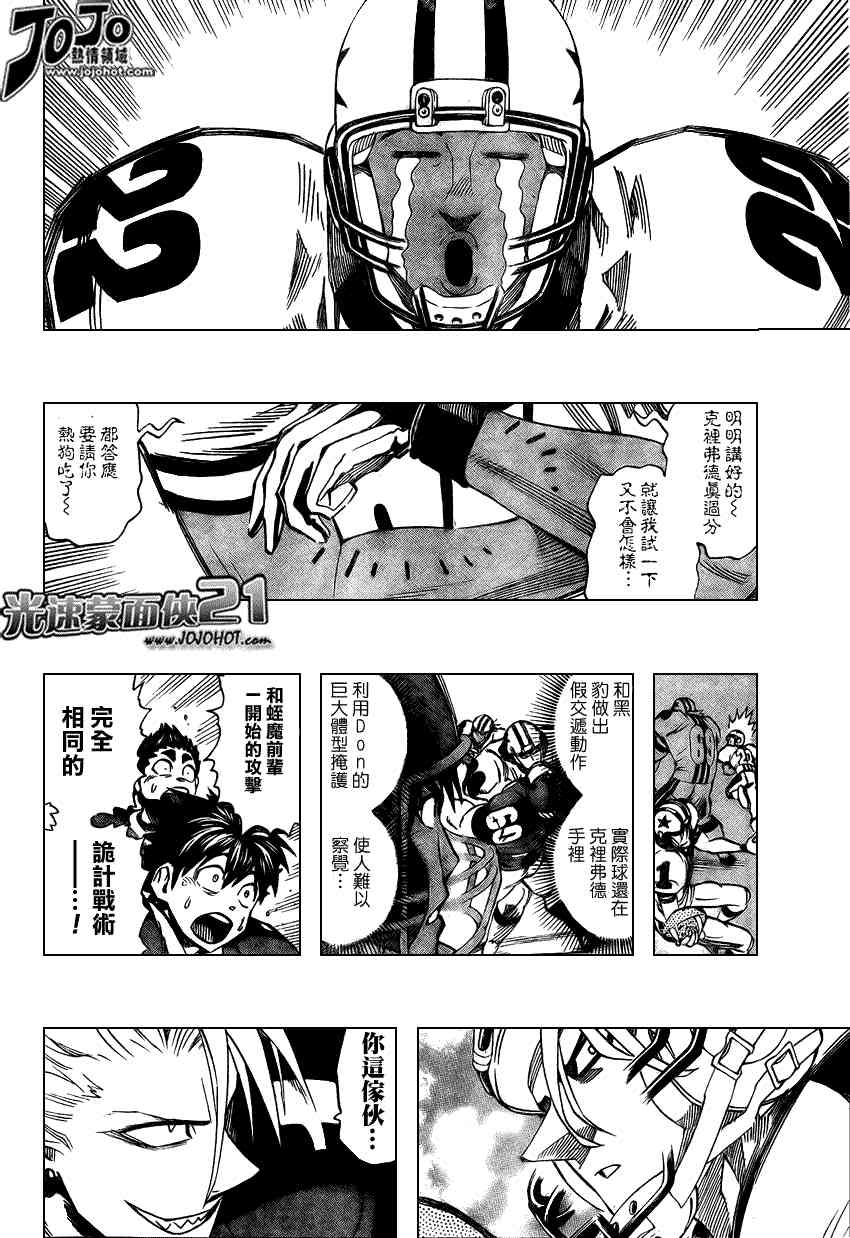 JOJO
熱情領域
www.jojohot.com
22
22
明明講好的~
克裡弗德真過分
就讓我試一下
又不會怎樣…
都答應
要請你
熱狗吃了~
光速蒙面俠21
www.JOJOHOT.com
1
和黑
豹做出
假交遞動作
實際球還在
克裡弗德
手裡
利用Don的
巨大體型掩護
使人難以
察覺…
和蛭魔前輩
一開始的攻擊
完全
相同的
詭計戰術
——…!
你這傢伙…